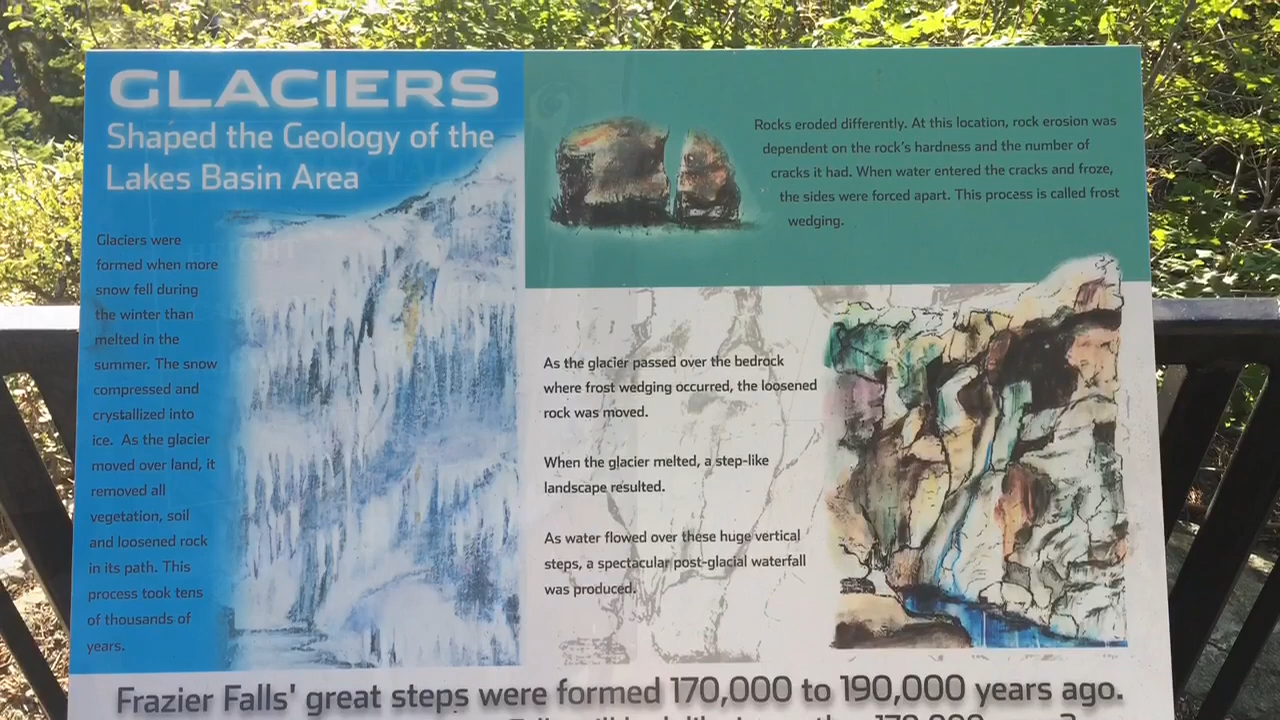 GLACIERS
Shaped the Geology of the
Lakes Basin Area
Glaciers were
formed when more
snow fell during
the winter than
melted in the
summer. The snow
compressed and
crystallized into
ice. As the glacier
moved over land, it
removed all
vegetation, soil
and loosened rock
in its path. This
process took tens
of thousands of
years.
Rocks eroded differently. At this location, rock erosion was
dependent on the rock's hardness and the number of
cracks it had. When water entered the cracks and froze,
the sides were forced apart. This process is called frost
wedging.
As the glacier passed over the bedrock
where frost wedging occurred, the loosened
rock was moved.
When the glacier melted, a step-like
landscape resulted.
As water flowed over these huge vertical
steps, a spectacular post-glacial waterfall
was produced.
Frazier Falls' great steps were formed 170,000 to 190,000 years ago.